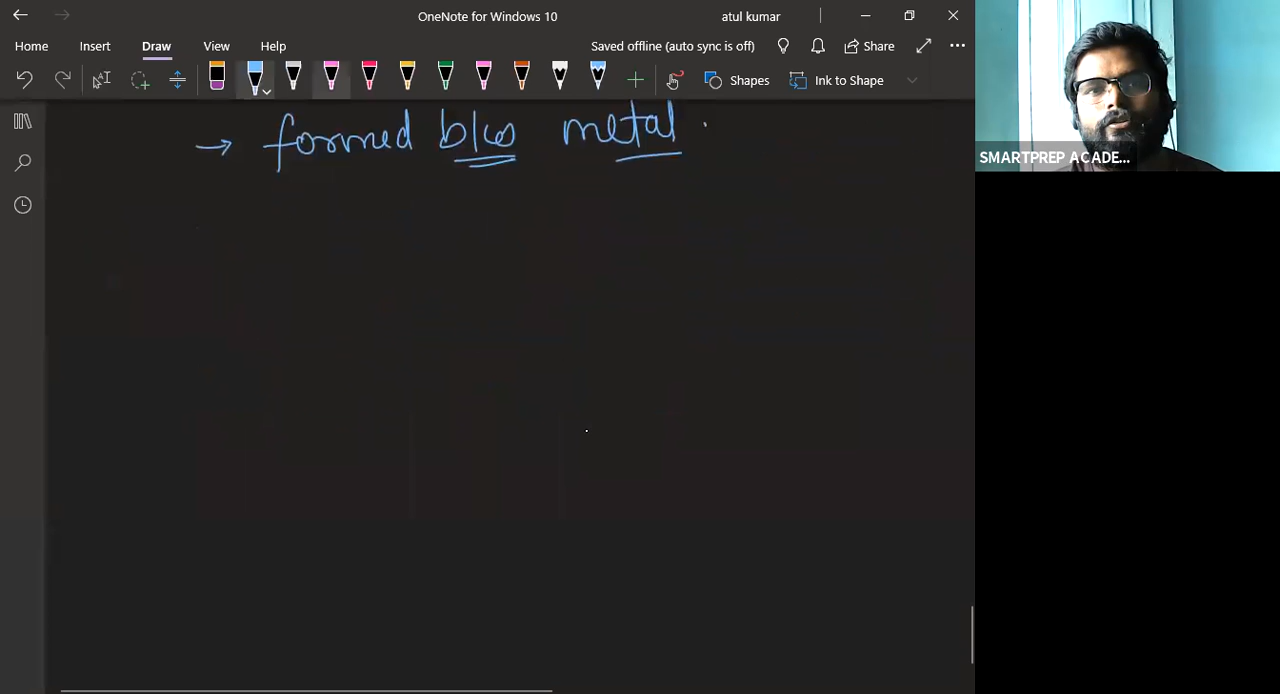 OneNote for Windows 10
atul kumar
Home Insert Draw View Help
Saved offline (auto sync is off)
Share
Shapes
Ink to Shape
→ formed b/w metal.
SMARTPREP ACADE...